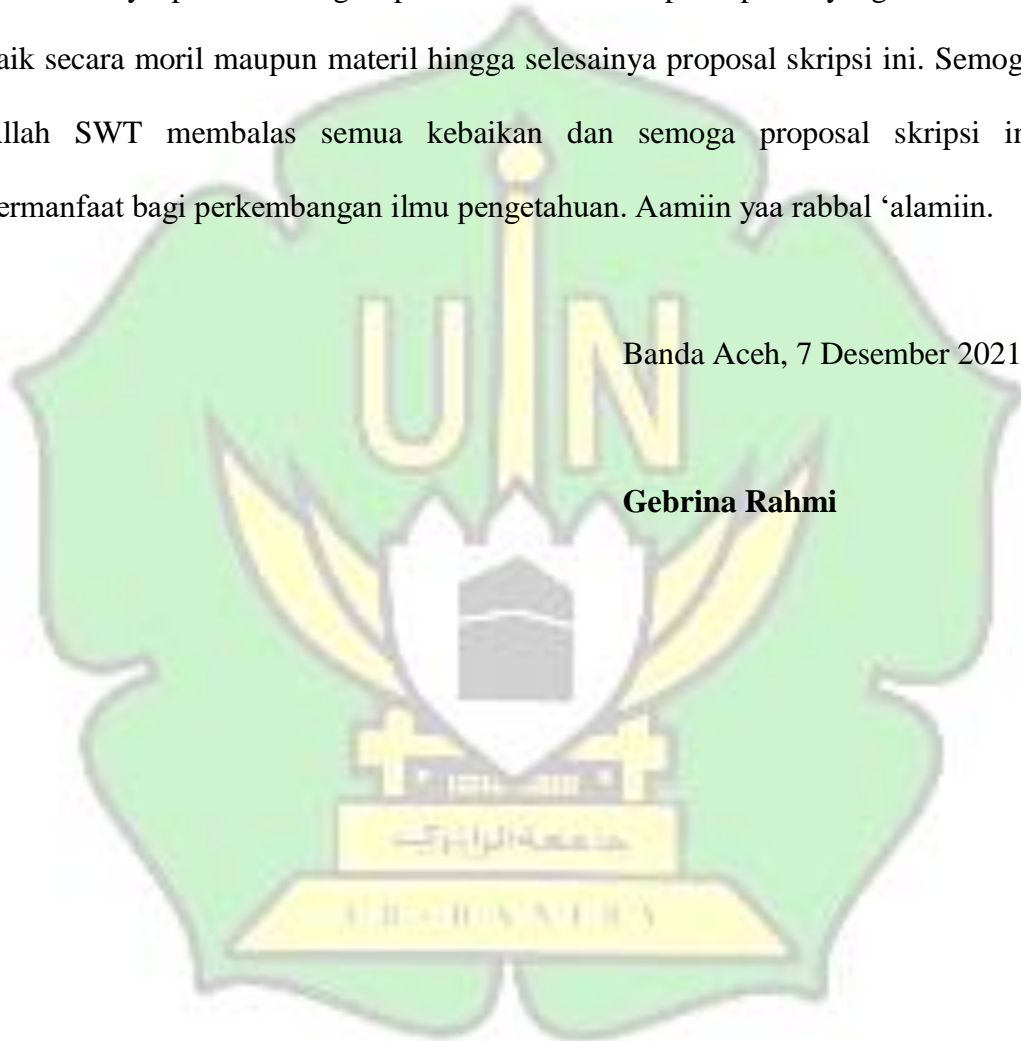 aik secara moril maupun materil hingga selesainya proposal skripsi ini. Semog
llah SWT membalas semua kebaikan dan semoga proposal skripsi in
ermanfaat bagi perkembangan ilmu pengetahuan. Aamiin yaa rabbal ‘alamiin.
UIN
Banda Aceh, 7 Desember 2021
Gebrina Rahmi